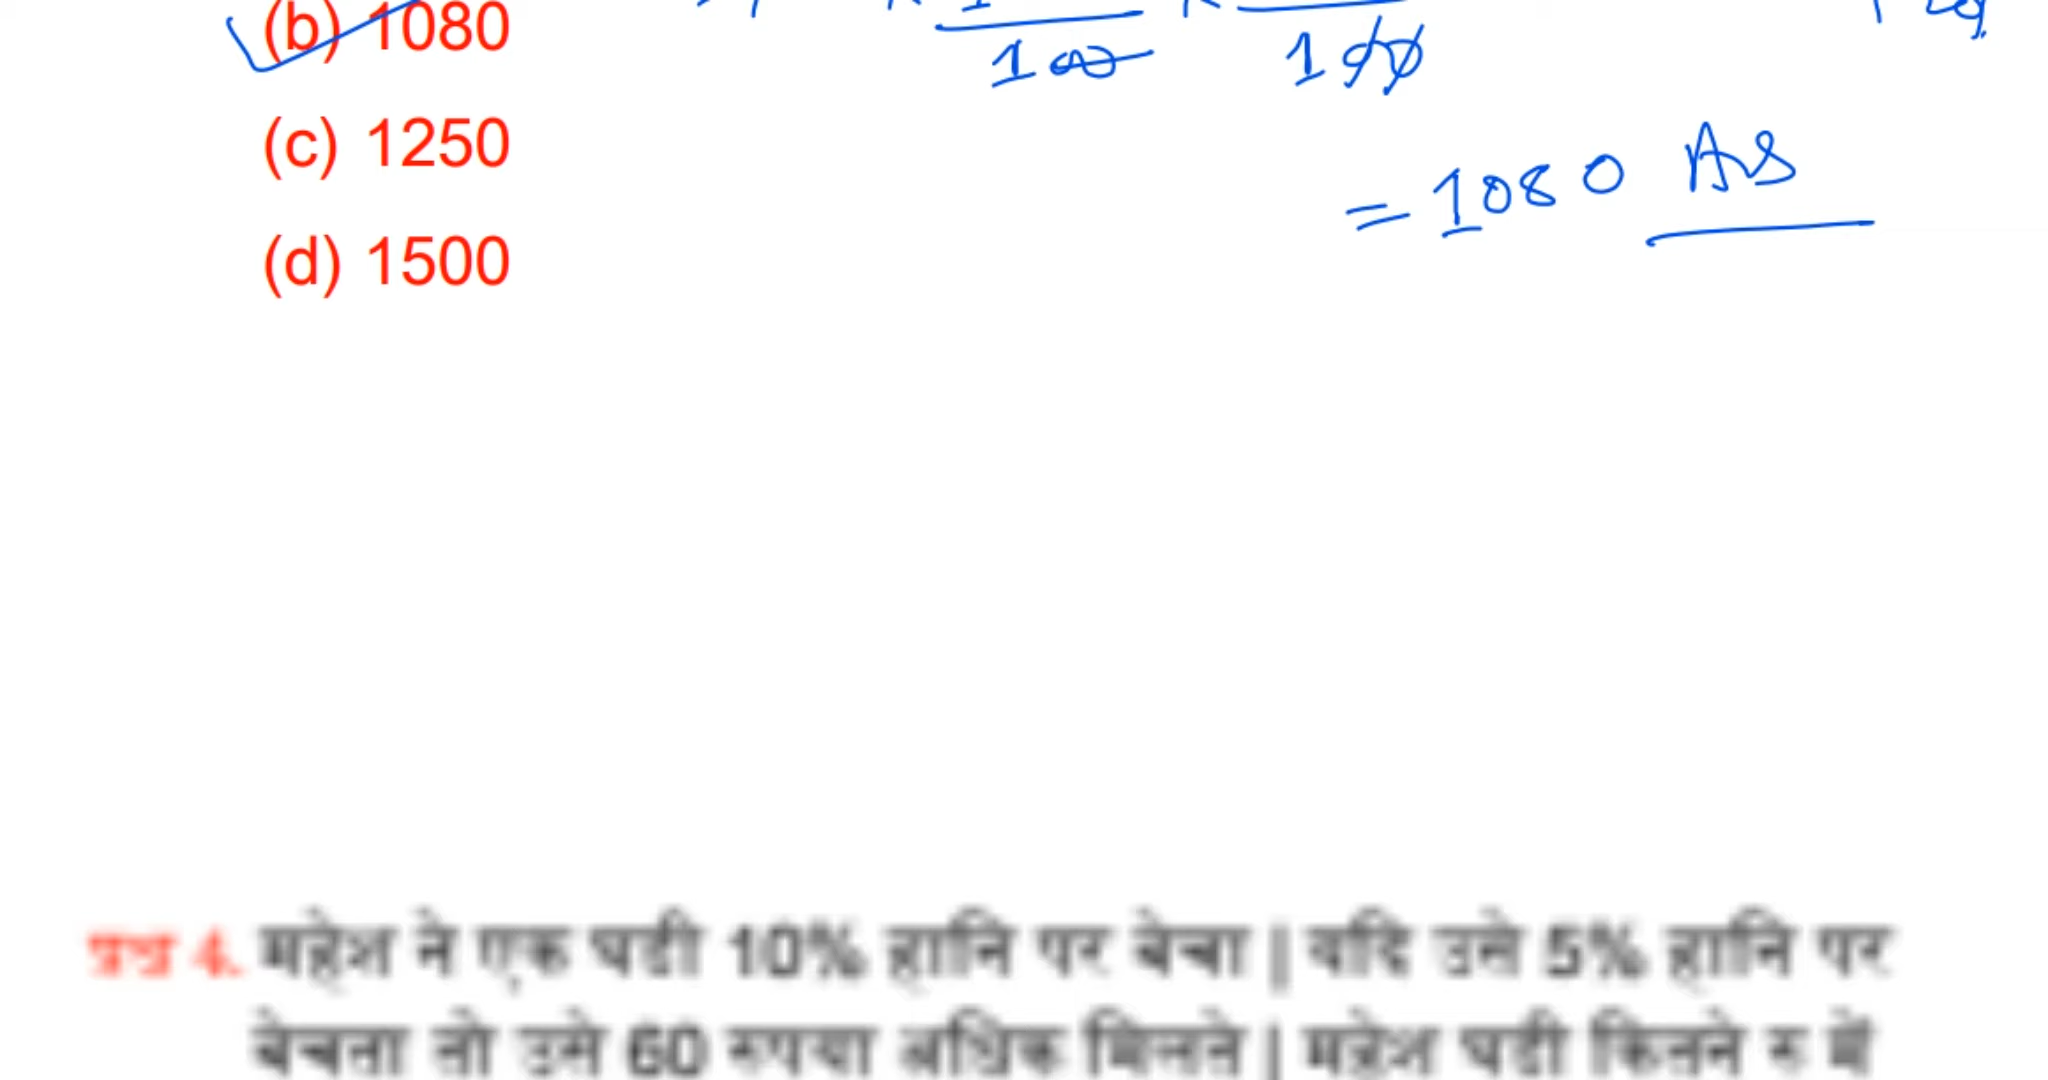 (b) 1080
100 100
(c) 1250
= 1080 As
(d) 1500
प्रश्न 4. महेश ने एक घडी 10% हानि पर बेचा | यदि उसे 5% हानि पर
बेचता तो उसे 60 रुपया अधिक मिलते | महेश घडी कितने रु में